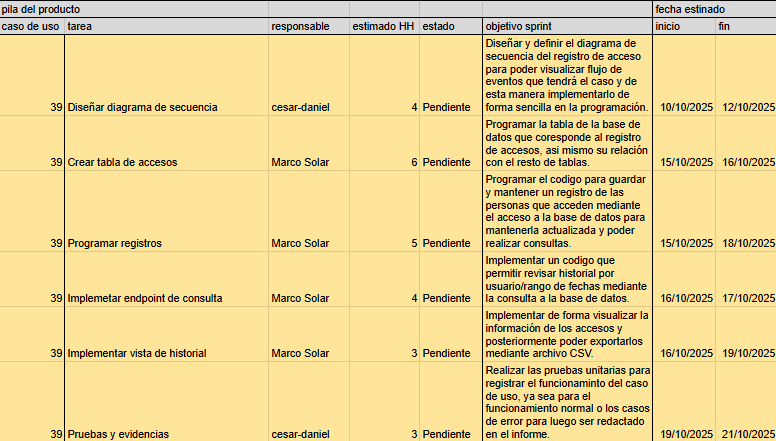 pila del producto
fecha estinado
caso de uso tarea responsable estimado HH estado objetivo sprint inicio fin
Diseñar y definir el diagrama de
secuencia del registro de acceso
para poder visualizar flujo de
eventos que tendrá el caso y de
esta manera implementarlo de
39 Diseñar diagrama de secuencia cesar-daniel 4 Pendiente forma sencilla en la programación. 10/10/2025 12/10/2025
Programar la tabla de la base de
datos que coresponde al registro
de accesos, asi mismo su relación
39 Crear tabla de accesos Marco Solar 6 Pendiente con el resto de tablas. 15/10/2025 16/10/2025
Programar el codigo para guardar
y mantener un registro de las
personas que acceden mediante
el acceso a la base de datos para
mantenerla actualizada y poder
39 Programar registros Marco Solar 5 Pendiente realizar consultas. 15/10/2025 18/10/2025
Implementar un codigo que
permitir revisar historial por
usuario/rango de fechas mediante
39 Implemetar endpoint de consulta Marco Solar 4 Pendiente la consulta a la base de datos. 16/10/2025 17/10/2025
Implementar de forma visualizar la
información de los accesos y
posteriormente poder exportarlos
39 Implementar vista de historial Marco Solar 3 Pendiente mediante archivo CSV. 16/10/2025 19/10/2025
Realizar las pruebas unitarias para
registrar el funcionaminto del caso
de uso, ya sea para el
funcionamiento normal o los casos
de error para luego ser redactado
39 Pruebas y evidencias cesar-daniel 3 Pendiente en el informe. 19/10/2025 21/10/2025